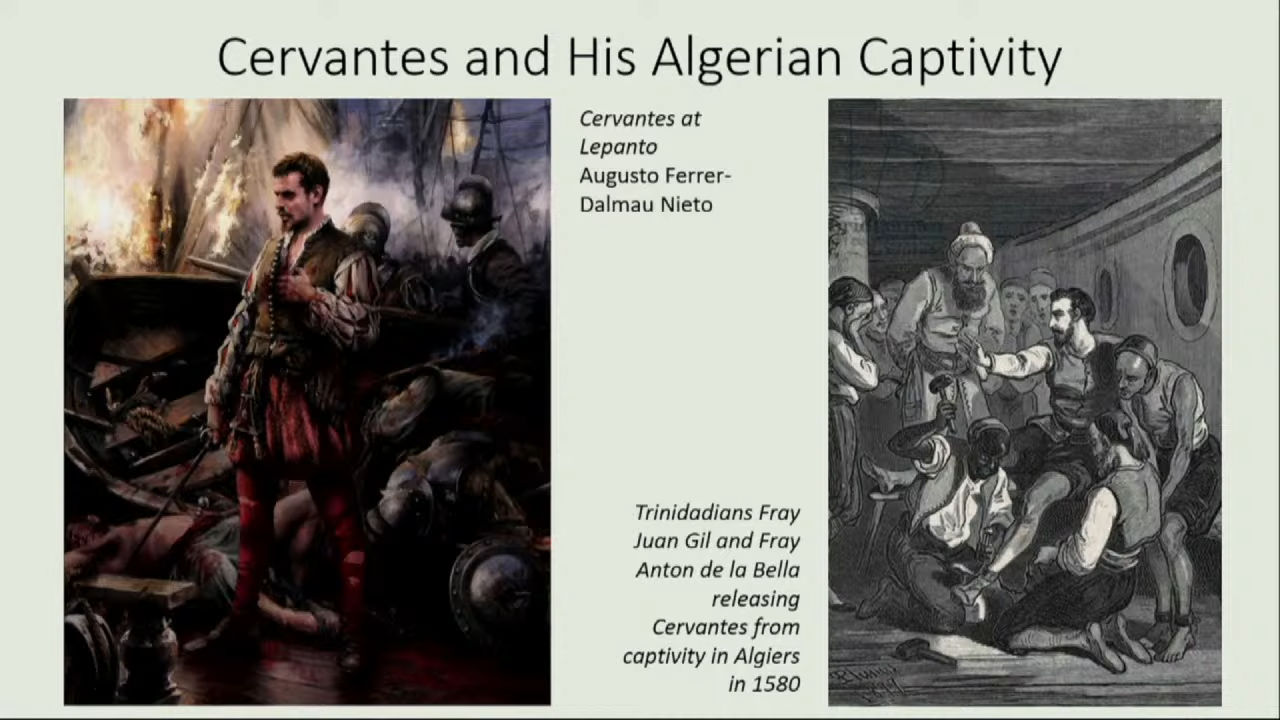 Cervantes and His Algerian Captivity
Cervantes at
Lepanto
Augusto Ferrer-
Dalmau Nieto
Trinidadians Fray
Juan Gil and Fray
Anton de la Bella
releasing
Cervantes from
captivity in Algiers
in 1580